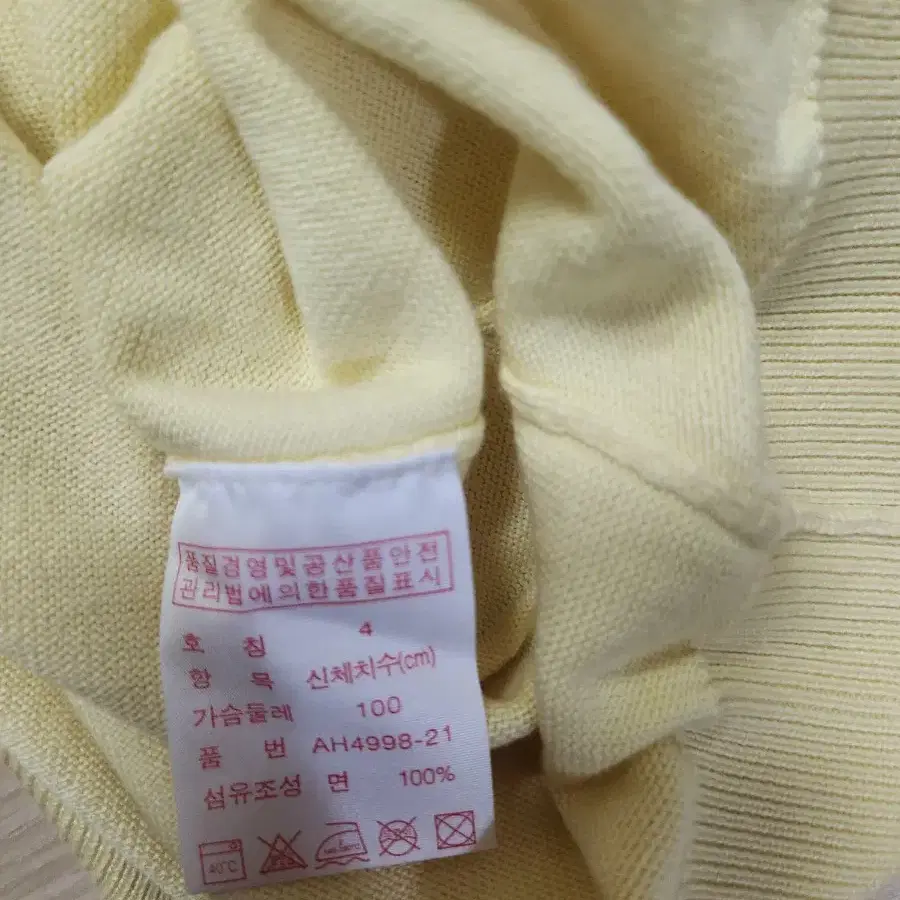 품질경영및공산품안전
관리법에의한품질표시
호 칭 4
항 목 신체치수(cm)
가슴둘레 100
품 번 AH4998-21
섬유조성 면 100%
40℃